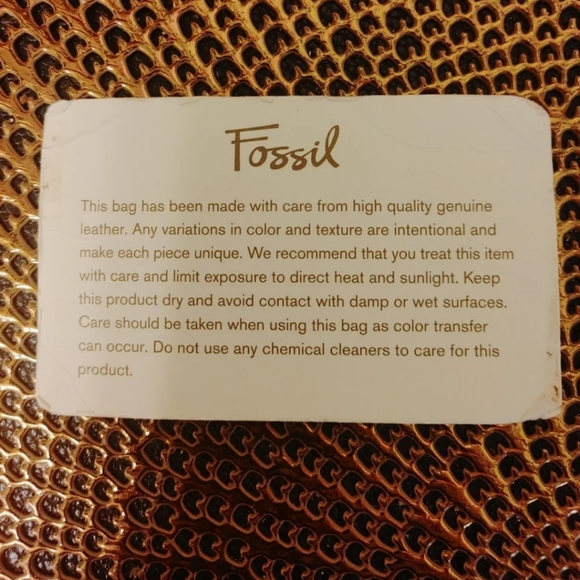 Fossil
This bag has been made with care from high quality genuine
leather. Any variations in color and texture are intentional and
make each piece unique. We recommend that you treat this item
with care and limit exposure to direct heat and sunlight. Keep
this product dry and avoid contact with damp or wet surfaces.
Care should be taken when using this bag as color transfer
can occur. Do not use any chemical cleaners to care for this
product.